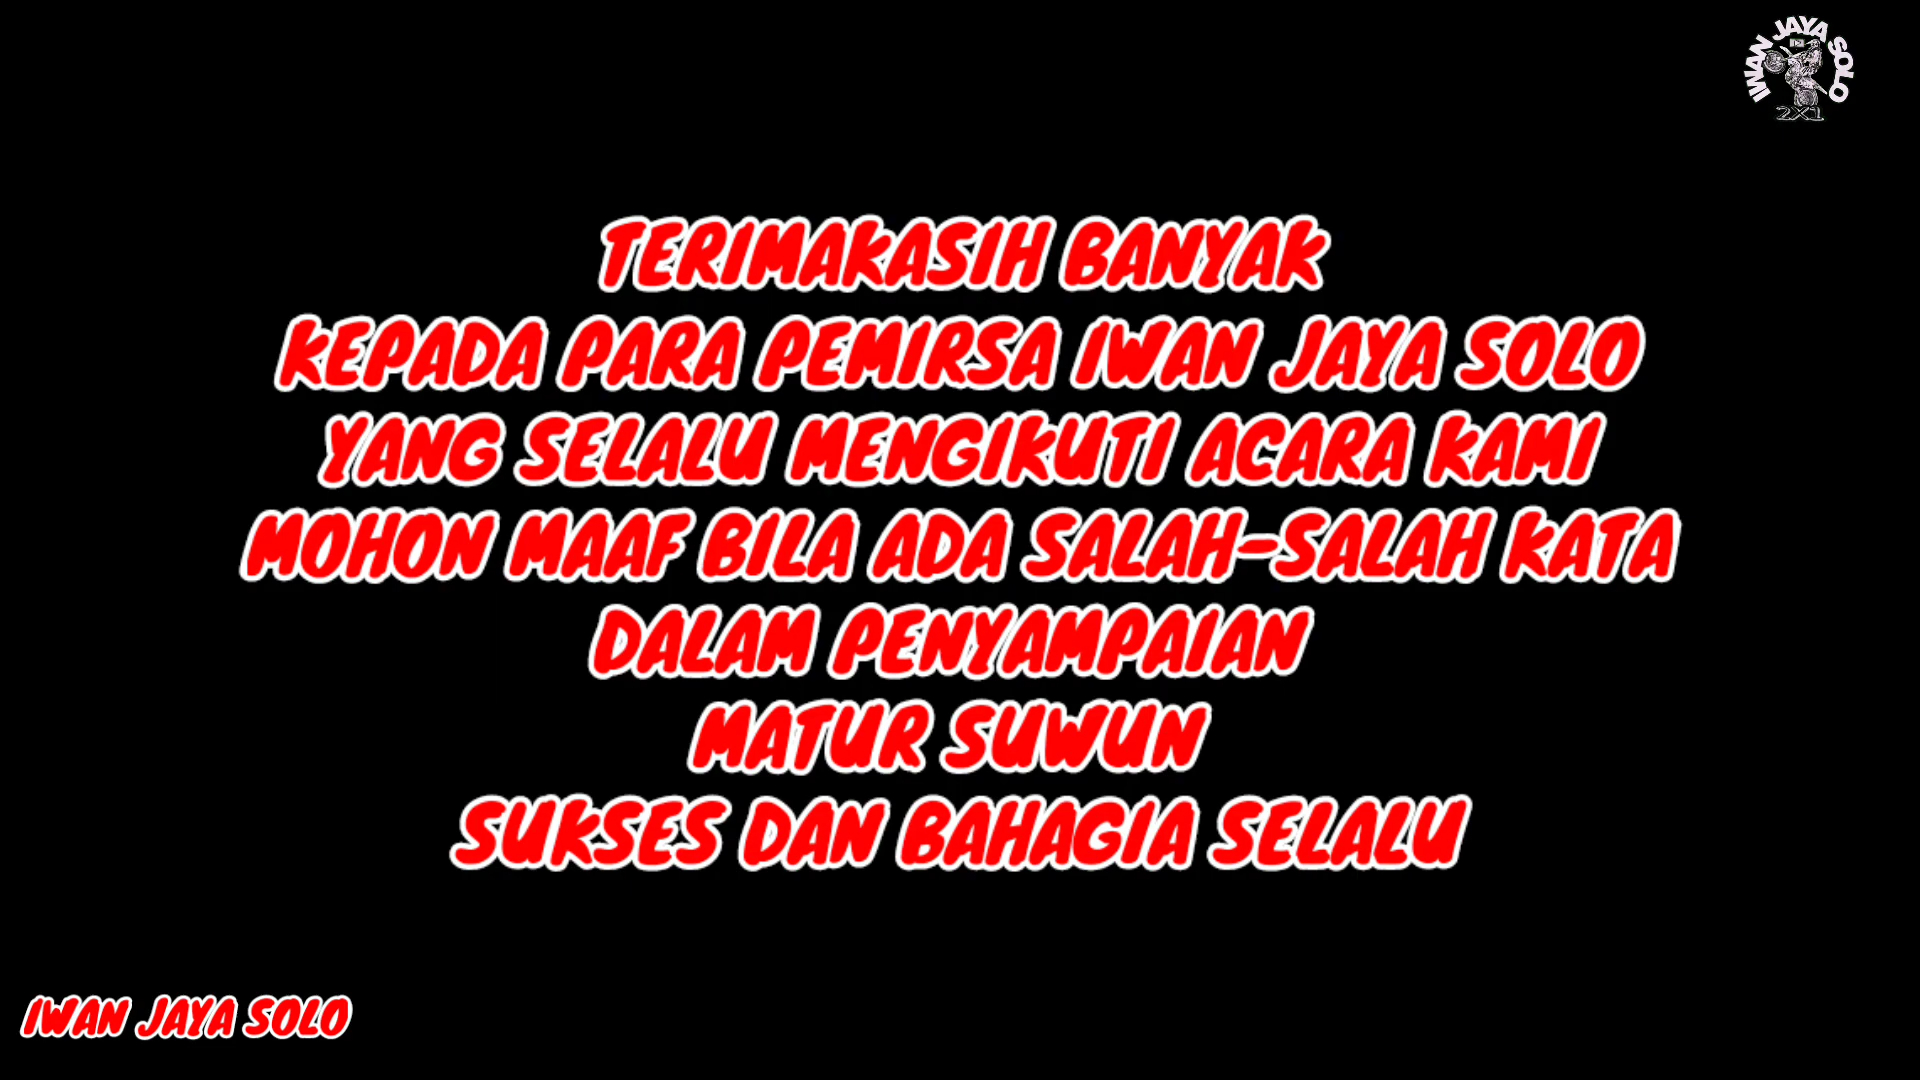 IWAN JAYA SOLO
2X1
TERIMAKASIH BANYAK
KEPADA PARA PEMIRSA IWAN JAYA SOLO
YANG SELALU MENGIKUTI ACARA KAMI
MOHON MAAF BILA ADA SALAH-SALAH KATA
DALAM PENYAMPAIAN
MATUR SUWUN
SUKSES DAN BAHAGIA SELALU
IWAN JAYA SOLO